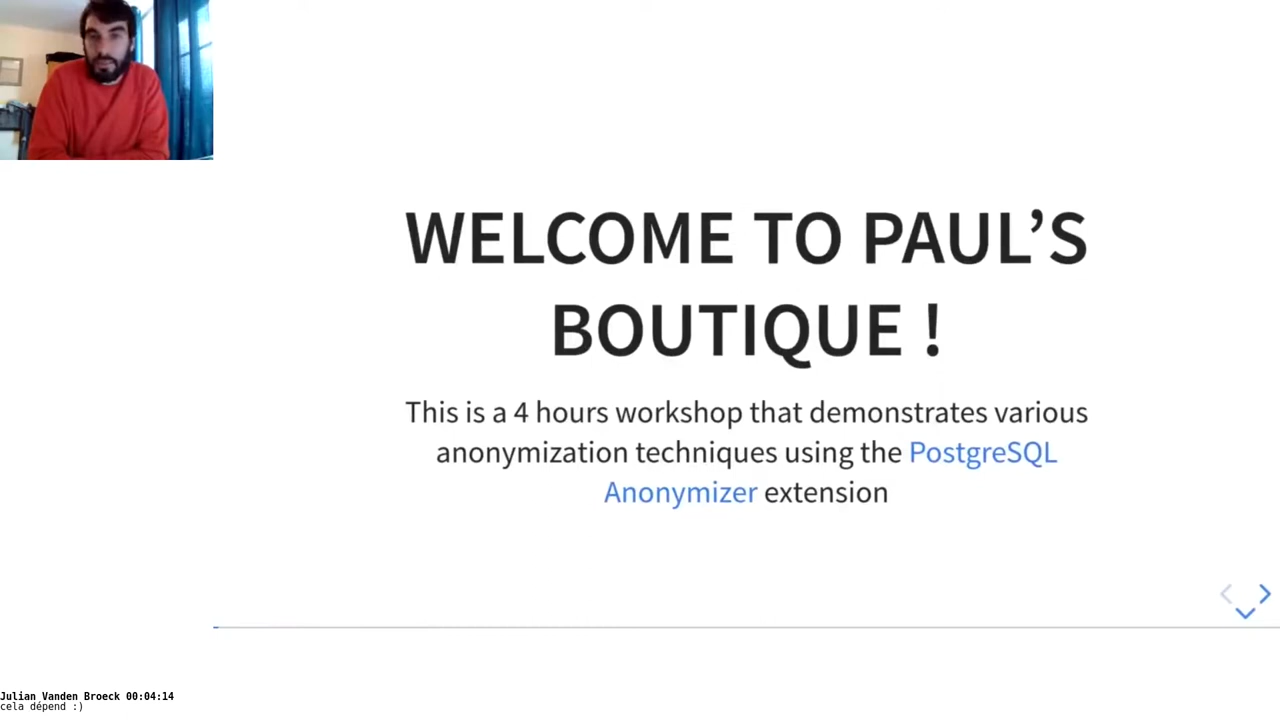 WELCOME TO PAUL’S
BOUTIQUE !
This is a 4 hours workshop that demonstrates various
anonymization techniques using the PostgreSQL
Anonymizer extension
Julian Vanden Broeck 00:04:14
cela dépend :)